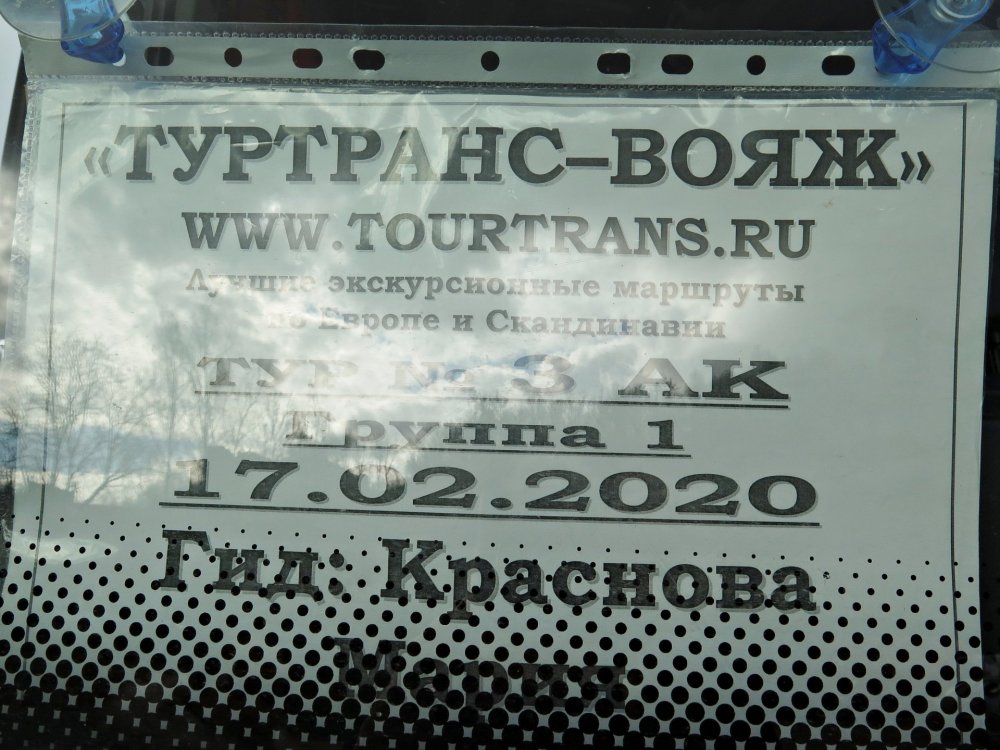 «ТУРТРАНС–ВОЯЖ»
WWW.TOURTRANS.RU
Лучшие экскурсионные маршруты
по Европе и Скандинавии
ТУР № 3 АК
Группа 1
17.02.2020
Гид: Краснова
Мария